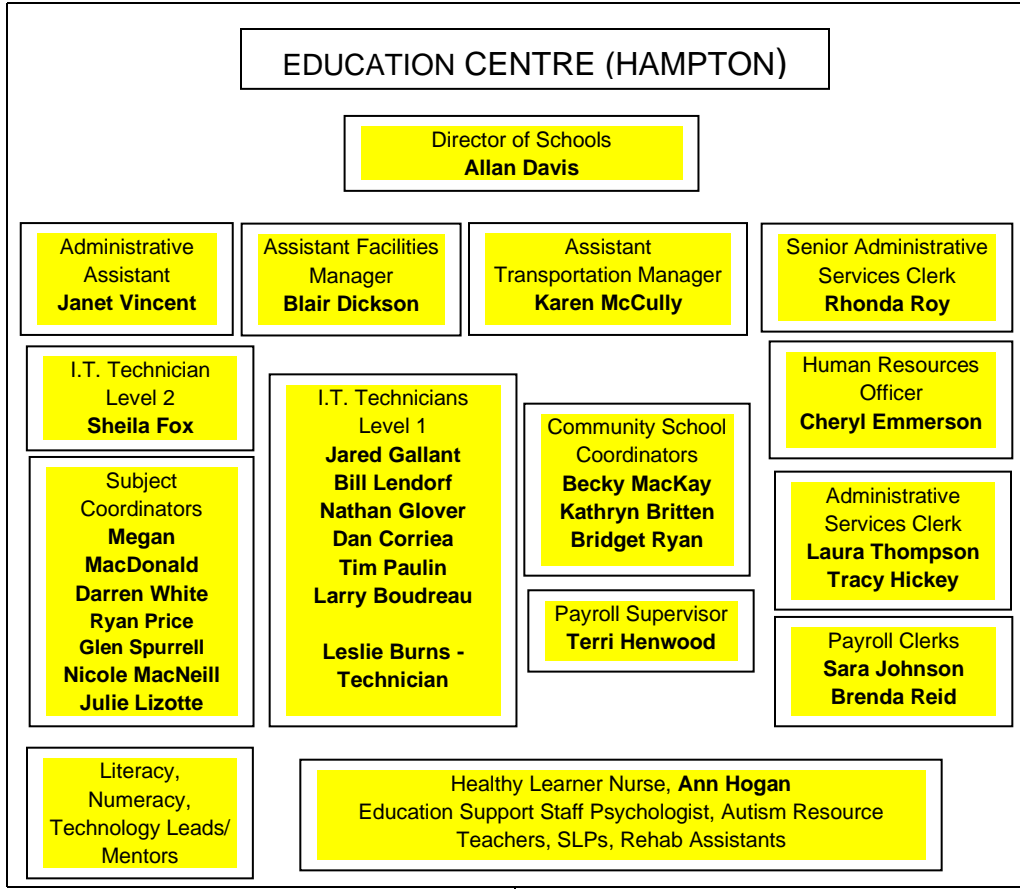 EDUCATION CENTRE (HAMPTON)
Director of Schools
Allan Davis
Administrative
Assistant
Janet Vincent
Assistant Facilities
Manager
Blair Dickson
Assistant
Transportation Manager
Karen McCully
Senior Administrative
Services Clerk
Rhonda Roy
I.T. Technician
Level 2
Sheila Fox
I.T. Technicians
Level 1
Jared Gallant
Bill Lendorf
Nathan Glover
Dan Corriea
Tim Paulin
Larry Boudreau
Leslie Burns -
Technician
Community School
Coordinators
Becky MacKay
Kathryn Britten
Bridget Ryan
Human Resources
Officer
Cheryl Emmerson
Subject
Coordinators
Megan
MacDonald
Darren White
Ryan Price
Glen Spurrell
Nicole MacNeill
Julie Lizotte
Administrative
Services Clerk
Laura Thompson
Tracy Hickey
Payroll Supervisor
Terri Henwood
Payroll Clerks
Sara Johnson
Brenda Reid
Literacy,
Numeracy,
Technology Leads/
Mentors
Healthy Learner Nurse, Ann Hogan
Education Support Staff Psychologist, Autism Resource
Teachers, SLPs, Rehab Assistants